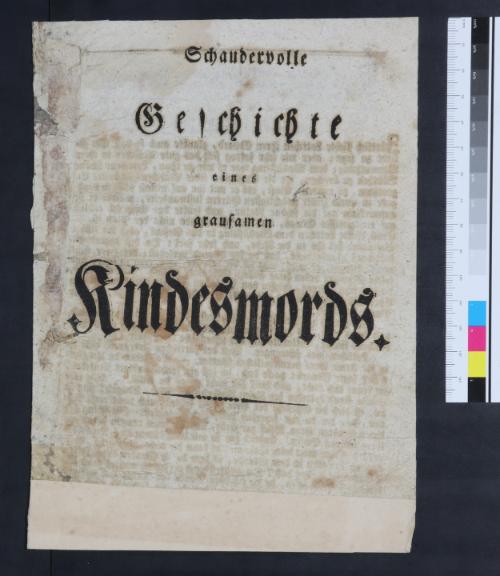 Schaudervolle
Geschichte
eines
grausamen
Kindesmords.